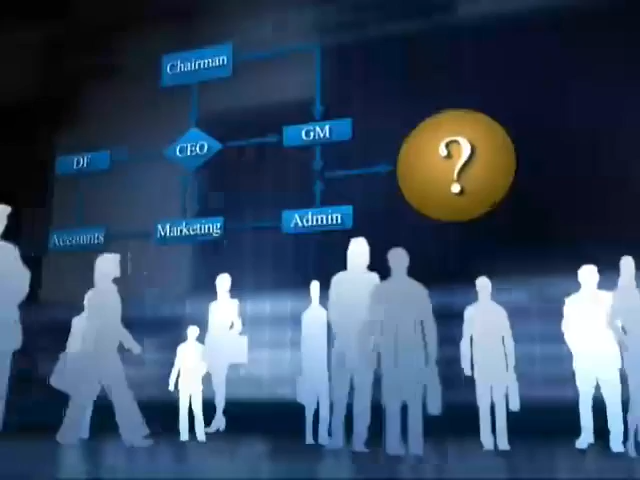 Chairman
CEO
GM
DF
?
Accounts
Marketing
Admin